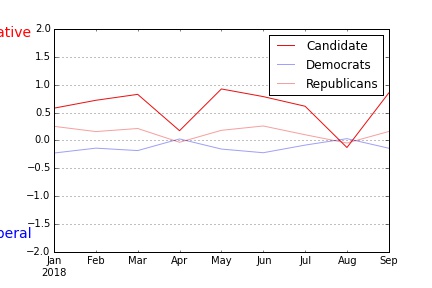 ative
2.0
1.5
1.0
0.5
0.0
−0.5
−1.0
−1.5
−2.0
beral
Candidate
Democrats
Republicans
Jan Feb Mar Apr May Jun Jul Aug Sep
2018